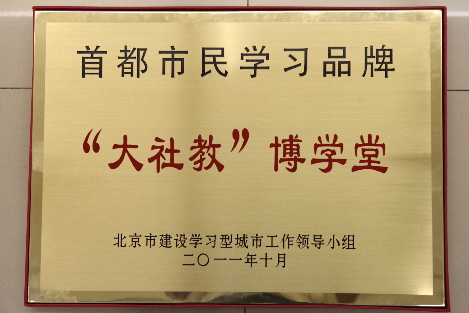 首都市民学习品牌
“大社教”博学堂
北京市建设学习型城市工作领导小组
二〇一一年十月